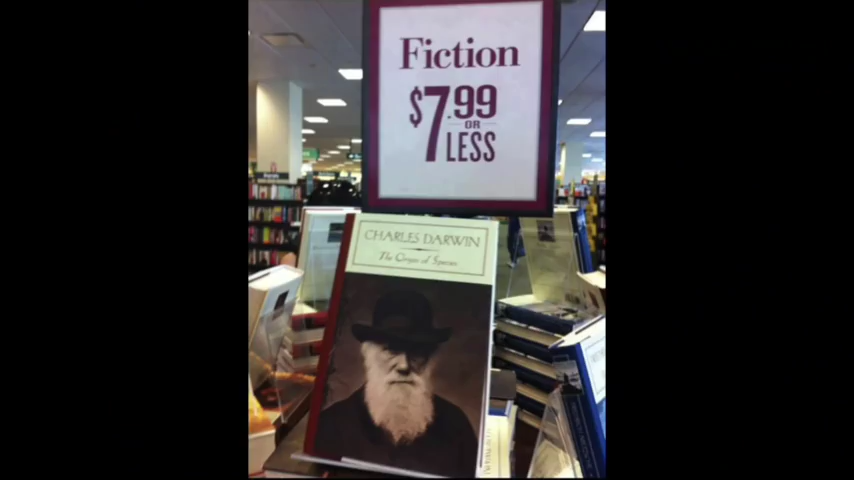 Fiction
$7.99
OR
LESS
CHARLES DARWIN
The Origin of Species